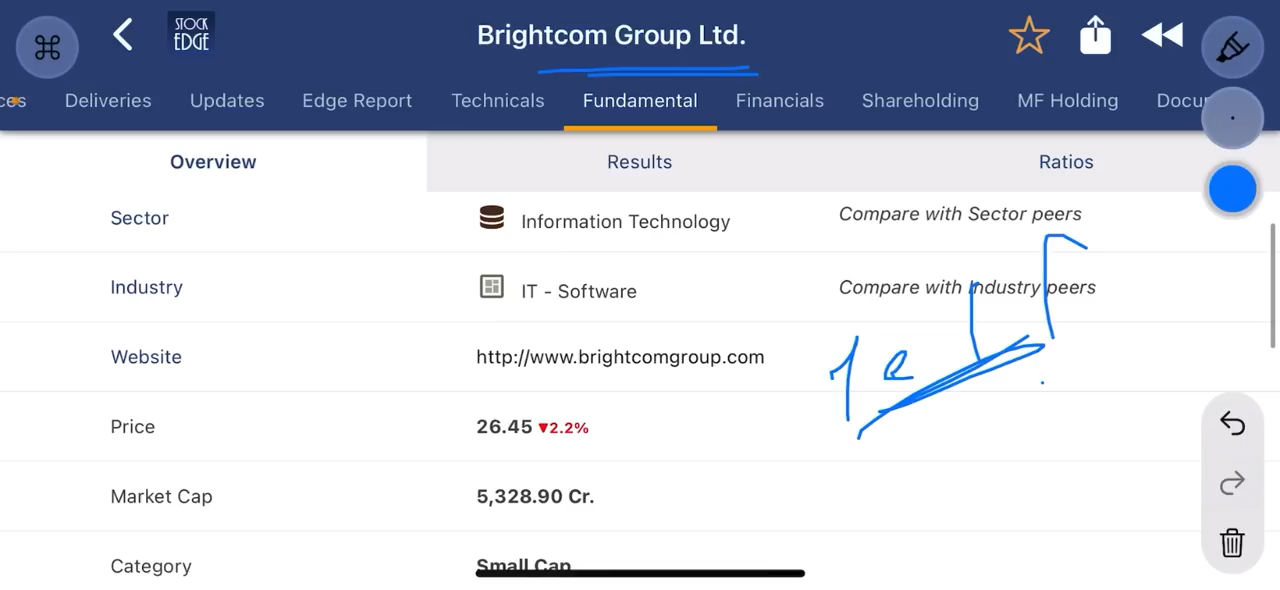 STOCK
EDGE
Brightcom Group Ltd.
Deliveries Updates Edge Report Technicals Fundamental Financials Shareholding MF Holding
Overview Results Ratios
Sector Information Technology Compare with Sector peers
Industry IT - Software Compare with Industry peers
Website http://www.brightcomgroup.com
Price 26.45 ▼2.2%
Market Cap 5,328.90 Cr.
Category Small Cap